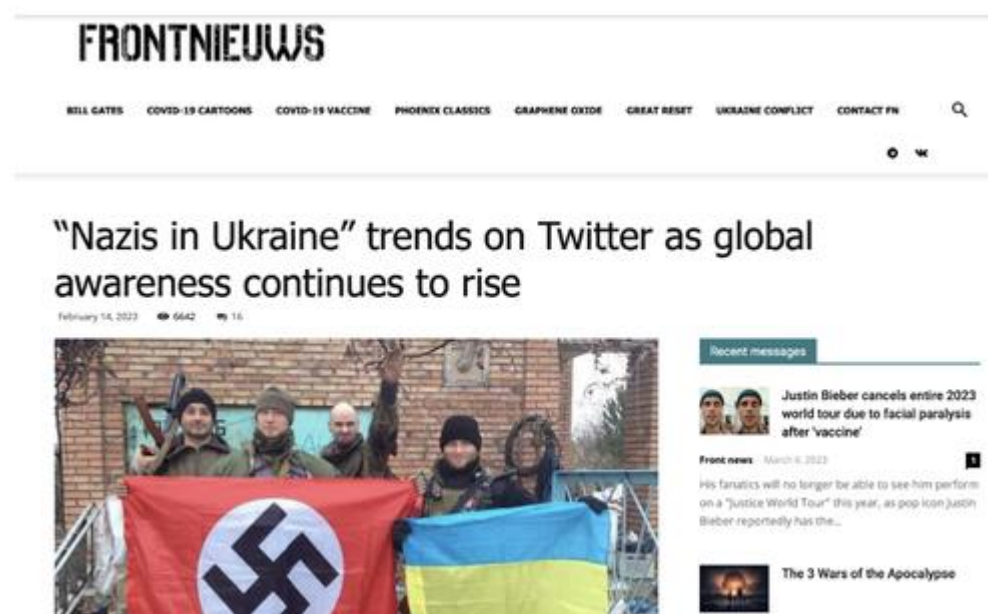 FRONTNIEUWS
BILL GATES COVID-19 CARTOONS COVID-19 VACCINE PHOENIX CLASSICS GRAPHENE OXIDE GREAT RESET UKRAINE CONFLICT CONTACT FN
“Nazis in Ukraine” trends on Twitter as global
awareness continues to rise
February 14, 2023 6642 16
Recent messages
Justin Bieber cancels entire 2023
world tour due to facial paralysis
after 'vaccine'
Front news March 6, 2023
1
His fanatics will no longer be able to see him perform
on a "Justice World Tour" this year, as pop icon Justin
Bieber reportedly has the...
The 3 Wars of the Apocalypse